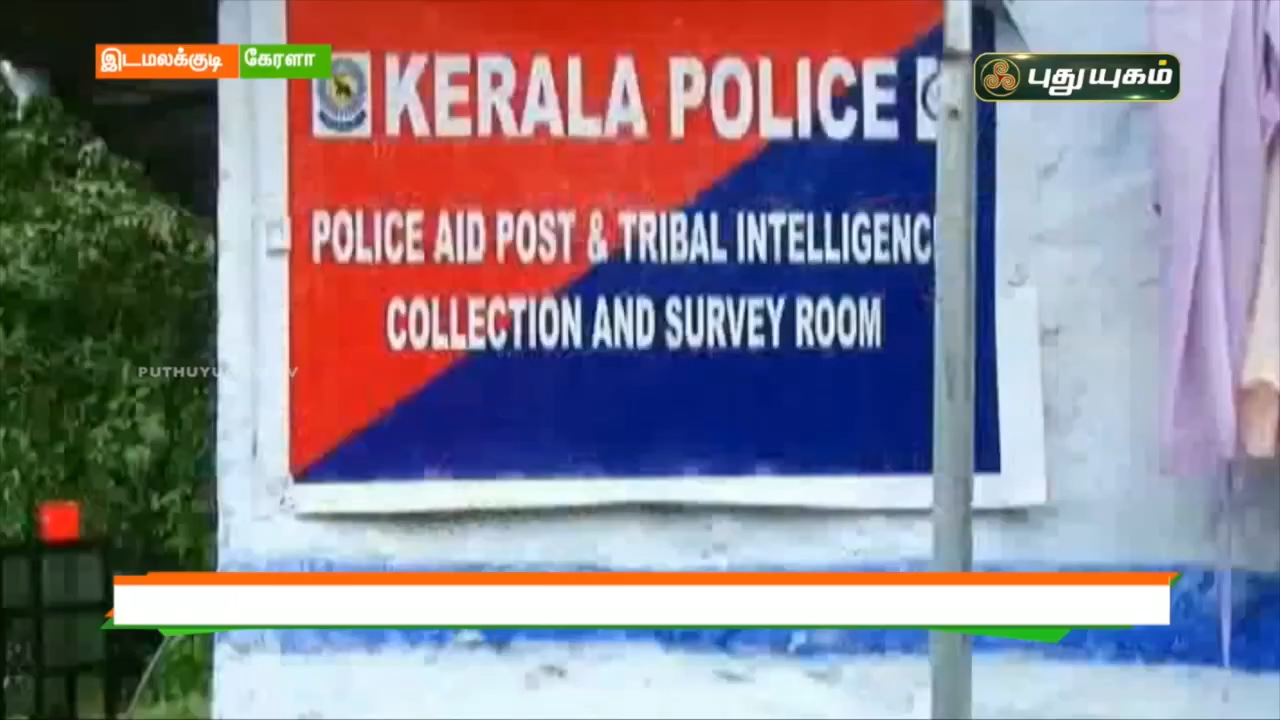 இடமலக்குடி கேரளா
புதுயுகம்
KERALA POLICE
POLICE AID POST & TRIBAL INTELLIGENC
COLLECTION AND SURVEY ROOM